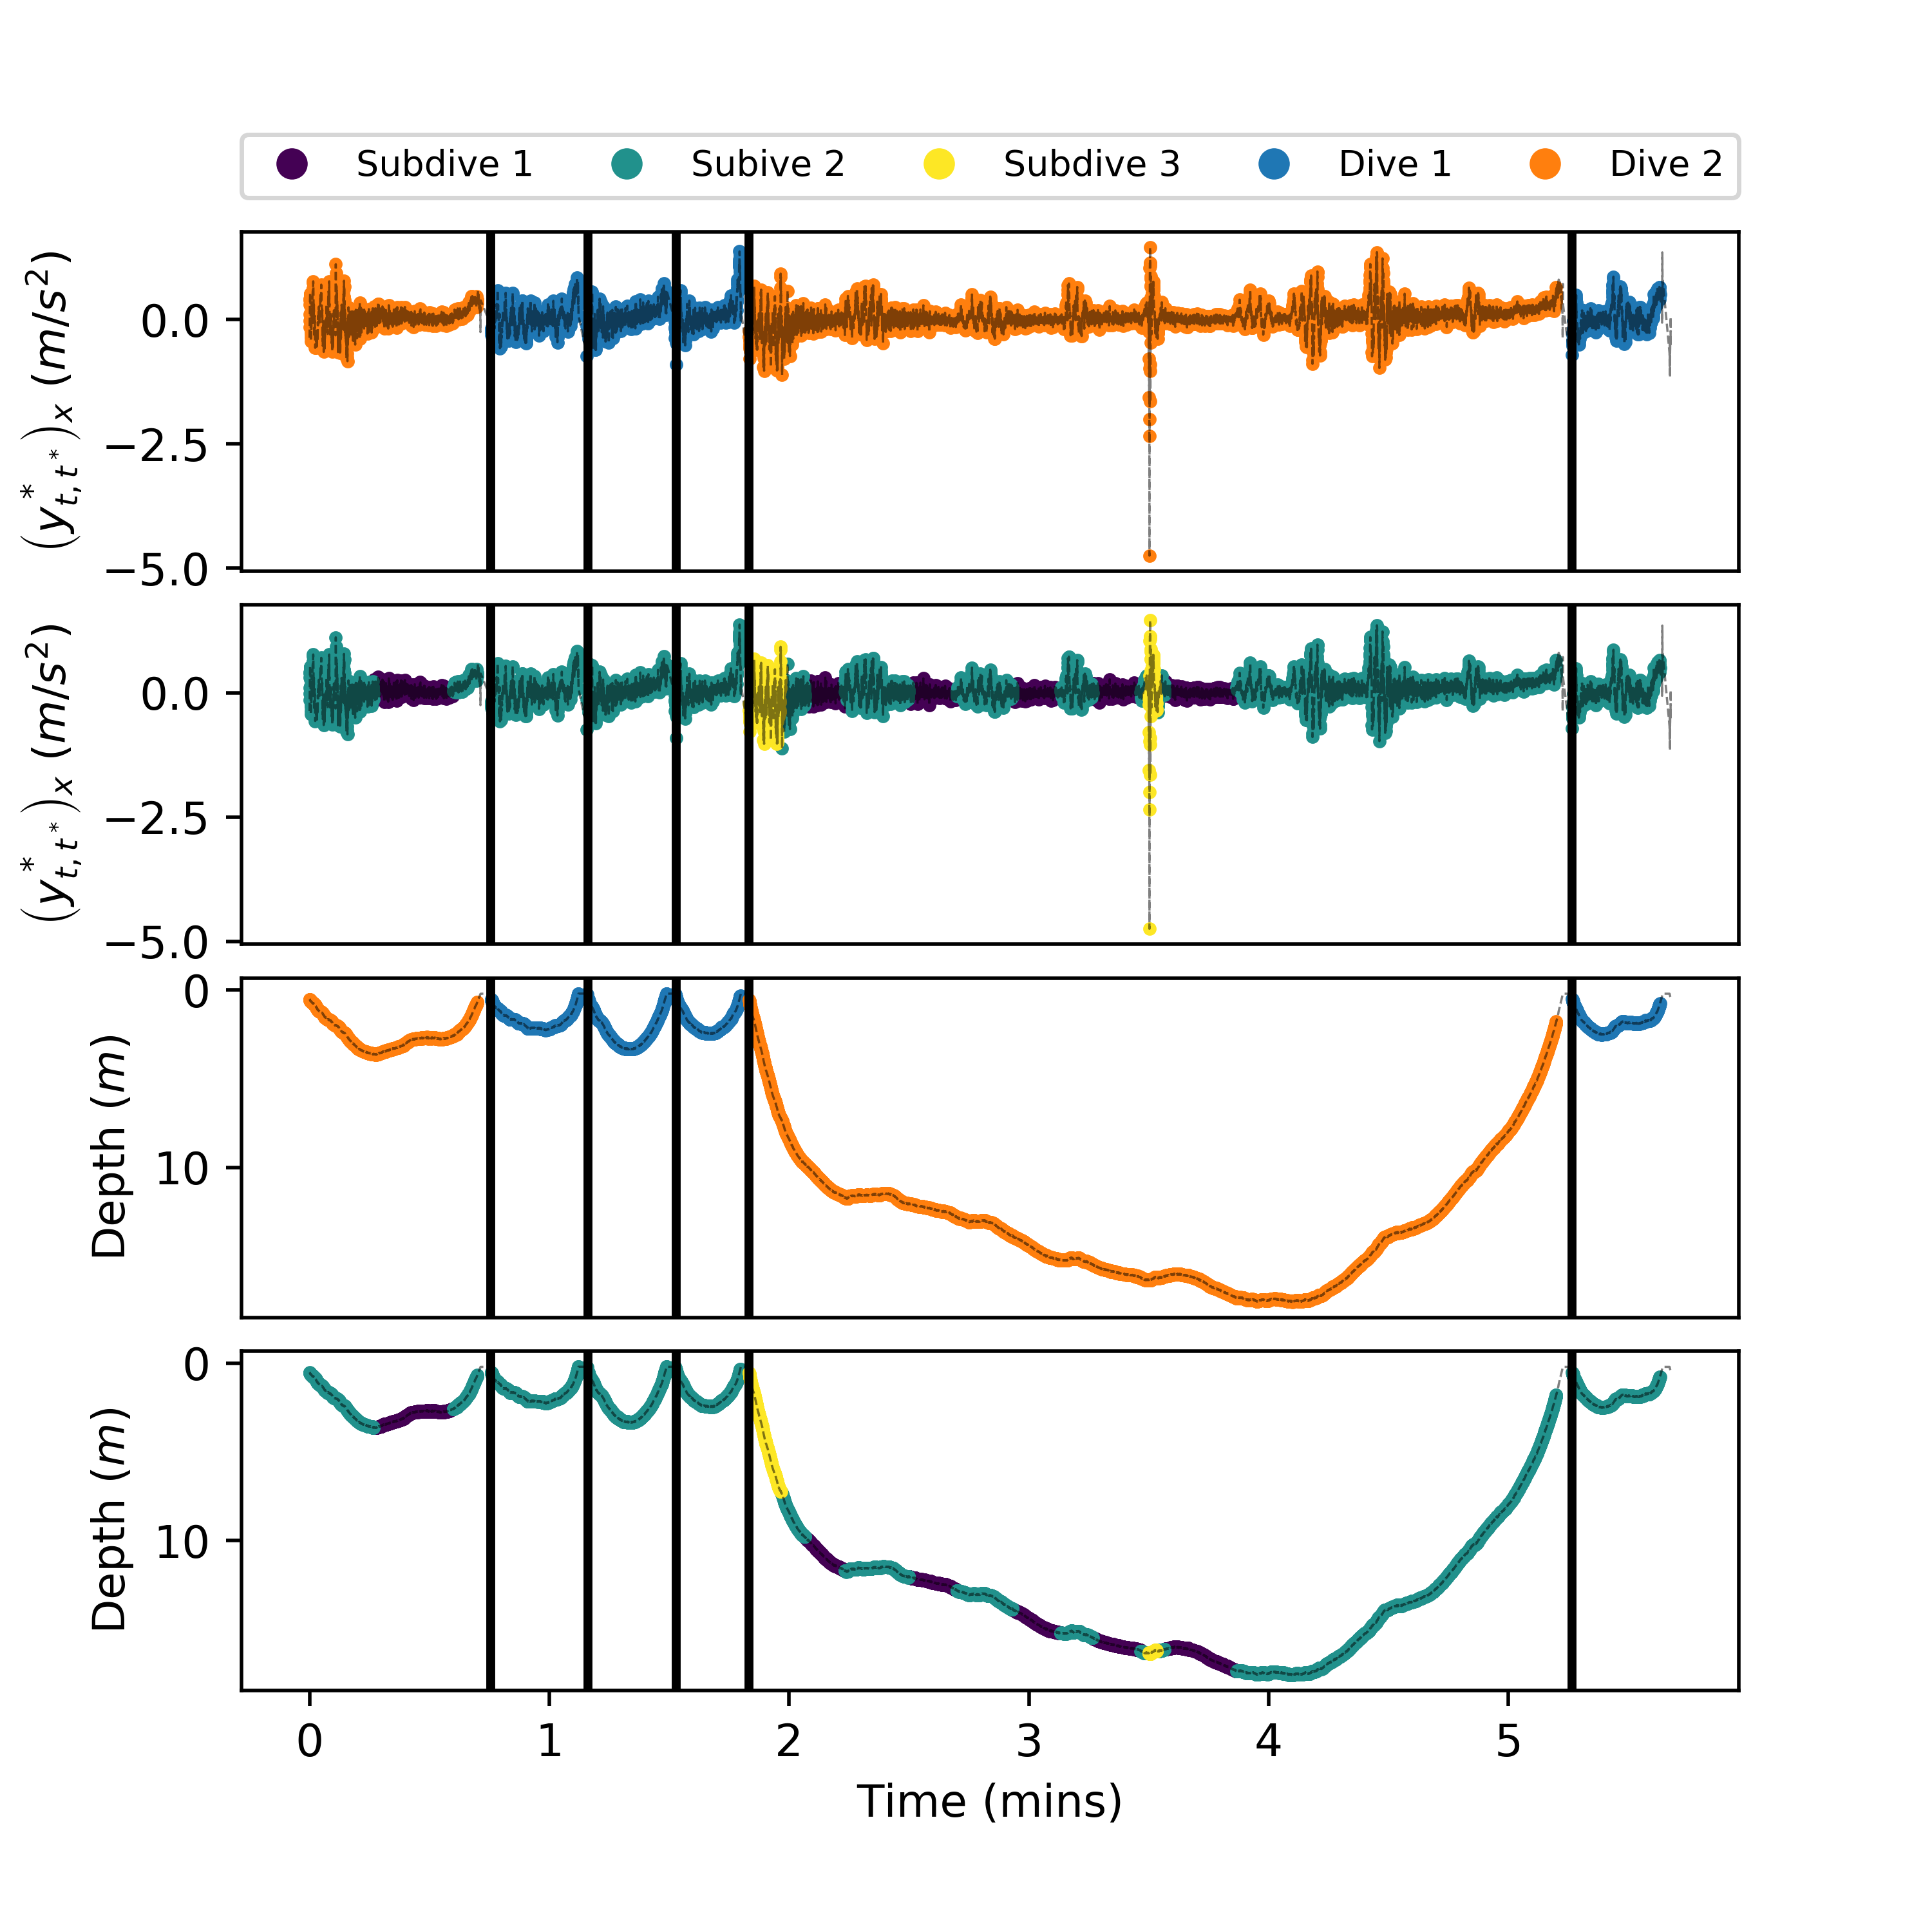 Subdive 1 Subive 2 Subdive 3 Dive 1 Dive 2
0.0
−2.5
−5.0
(y*t,t*)x (m/s2)
0.0
−2.5
−5.0
(y*t,t*)x (m/s2)
0
10
Depth (m)
0
10
Depth (m)
0 1 2 3 4 5
Time (mins)